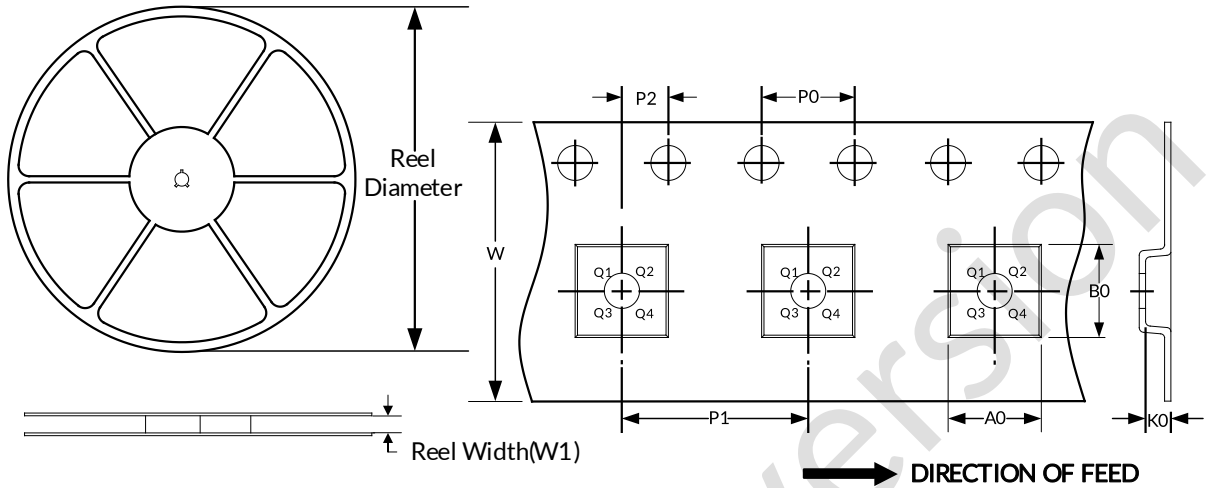 P2
P0
Reel
Diameter
W
Q1 Q2
Q3 Q4
Q1 Q2
Q3 Q4
Q1 Q2
Q3 Q4
B0
P1
A0
K0
Reel Width(W1)
DIRECTION OF FEED
version